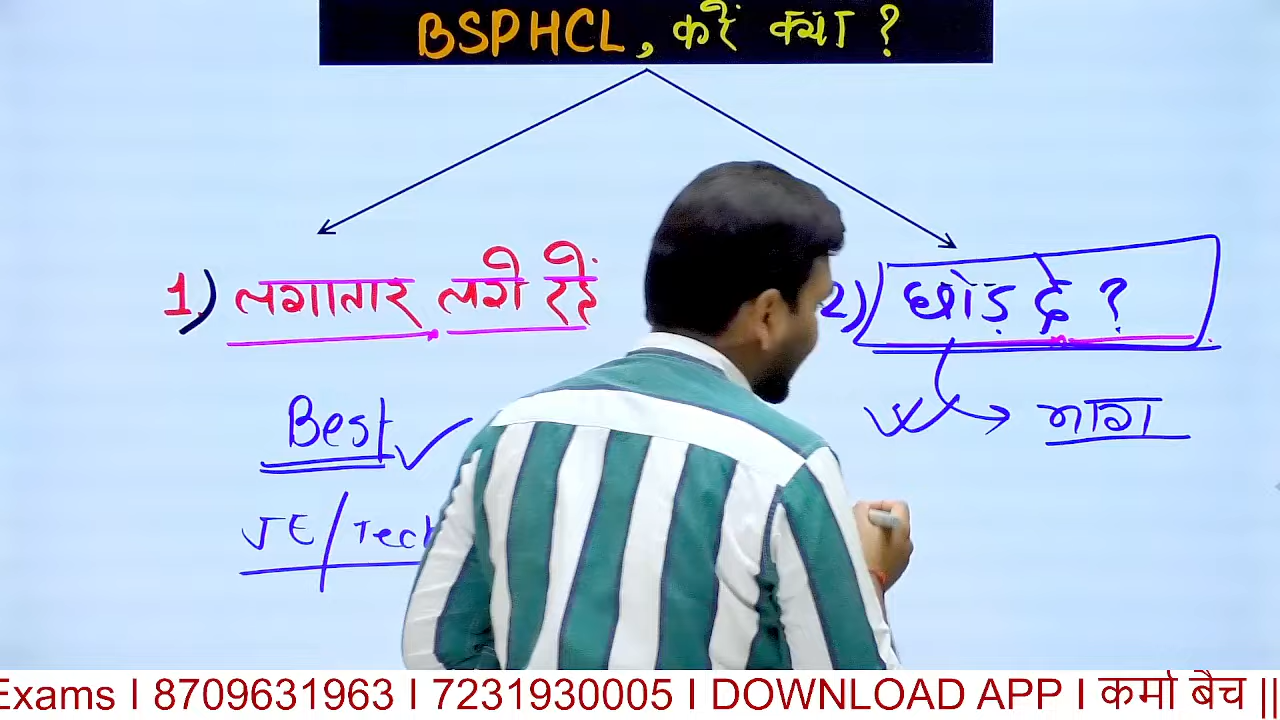 BSPHCL, करें क्या ?
1) लगातार लगे रहें
2) छोड़ दे ?
Best
भाग
JE/Tech
Exams I 8709631963 I 7231930005 I DOWNLOAD APP I कर्मा बैच ||